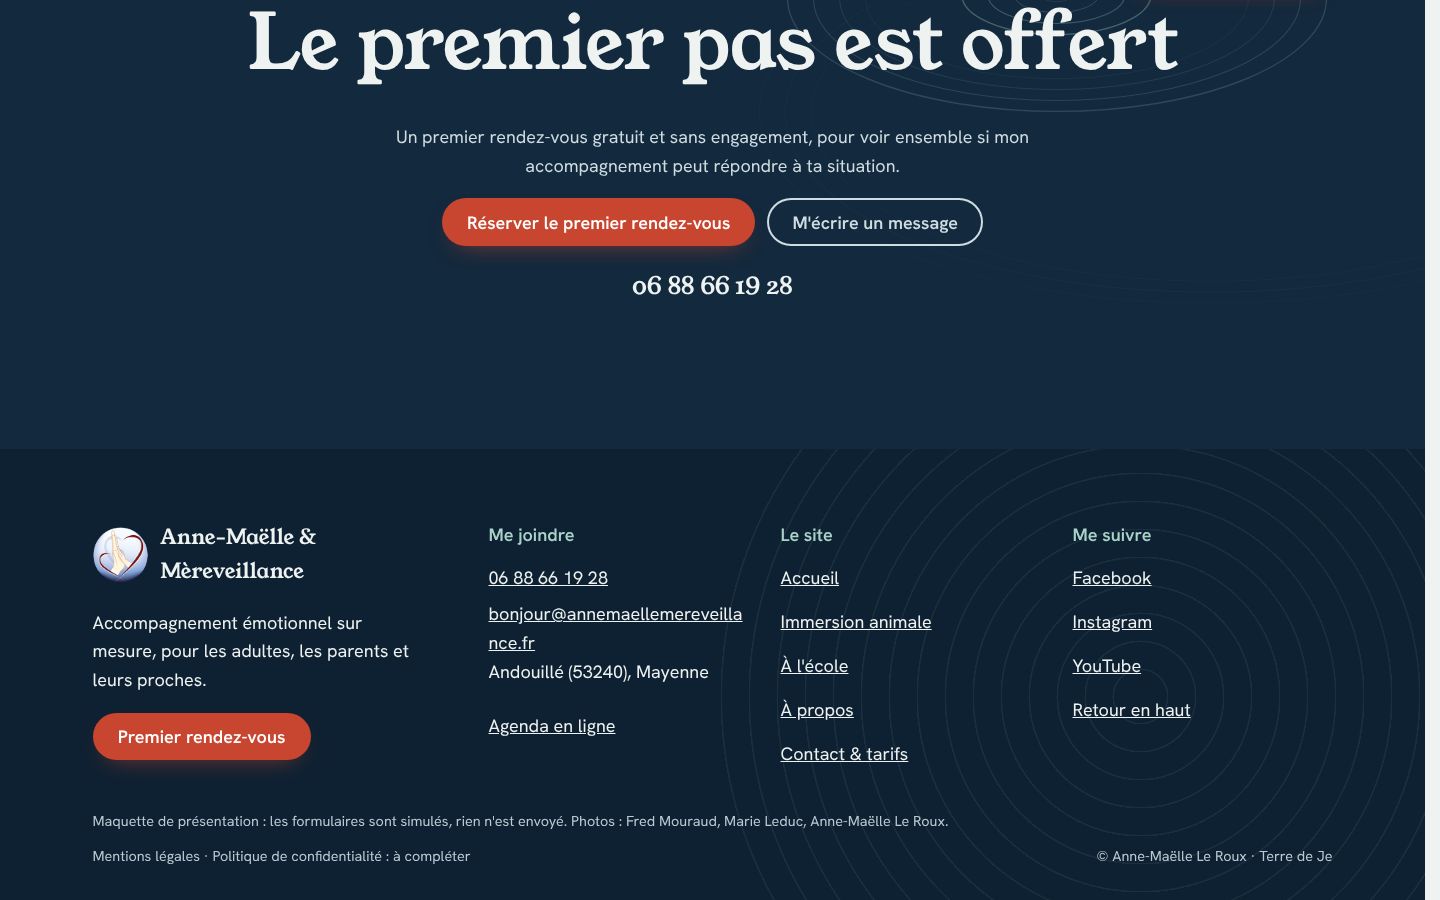 Le premier pas est offert
Un premier rendez-vous gratuit et sans engagement, pour voir ensemble si mon
accompagnement peut répondre à ta situation.
Réserver le premier rendez-vous
M'écrire un message
06 88 66 19 28
Anne-Maëlle &
Mèreveillance
Accompagnement émotionnel sur
mesure, pour les adultes, les parents et
leurs proches.
Premier rendez-vous
Me joindre
06 88 66 19 28
bonjour@annemaellemereveilla
nce.fr
Andouillé (53240), Mayenne
Agenda en ligne
Le site
Accueil
Immersion animale
À l'école
À propos
Contact & tarifs
Me suivre
Facebook
Instagram
YouTube
Retour en haut
Maquette de présentation : les formulaires sont simulés, rien n'est envoyé. Photos : Fred Mouraud, Marie Leduc, Anne-Maëlle Le Roux.
Mentions légales · Politique de confidentialité : à compléter
© Anne-Maëlle Le Roux · Terre de Je